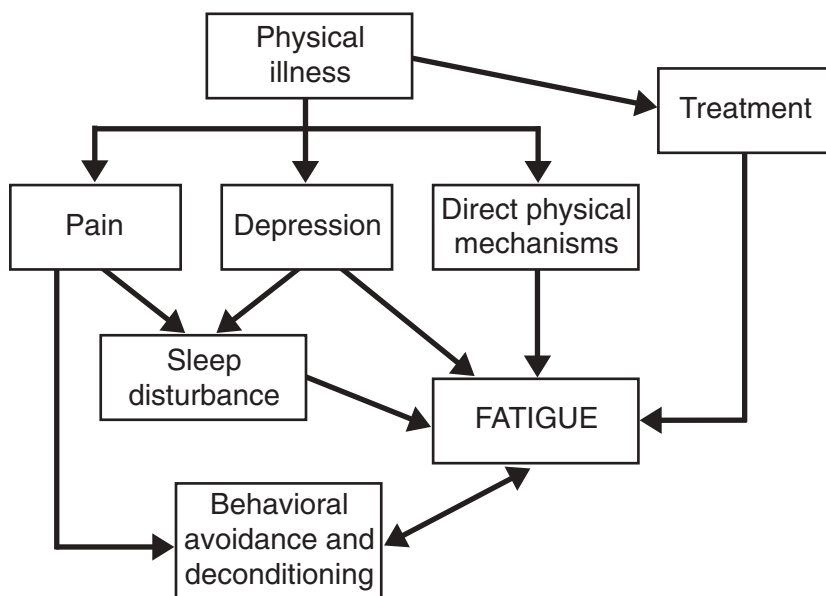 Physical
illness
Treatment
Pain
Depression
Direct physical
mechanisms
Sleep
disturbance
FATIGUE
Behavioral
avoidance and
deconditioning